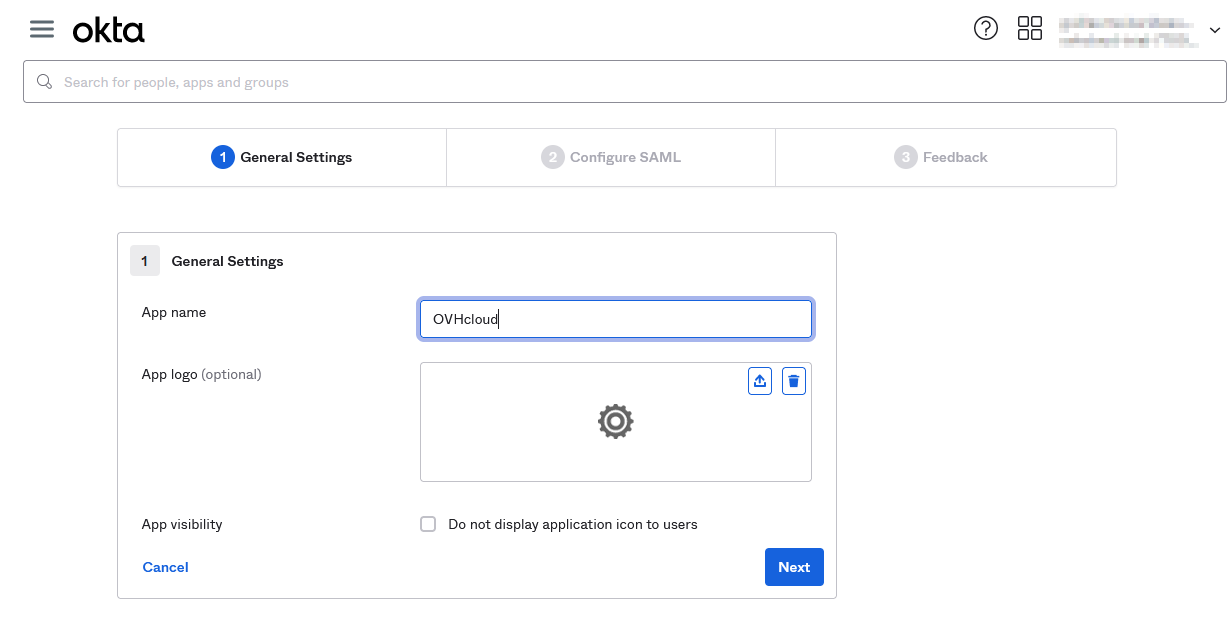 okta
Search for people, apps and groups
1 General Settings 2 Configure SAML 3 Feedback
1 General Settings
App name
OVHcloud
App logo (optional)
App visibility
Do not display application icon to users
Cancel
Next